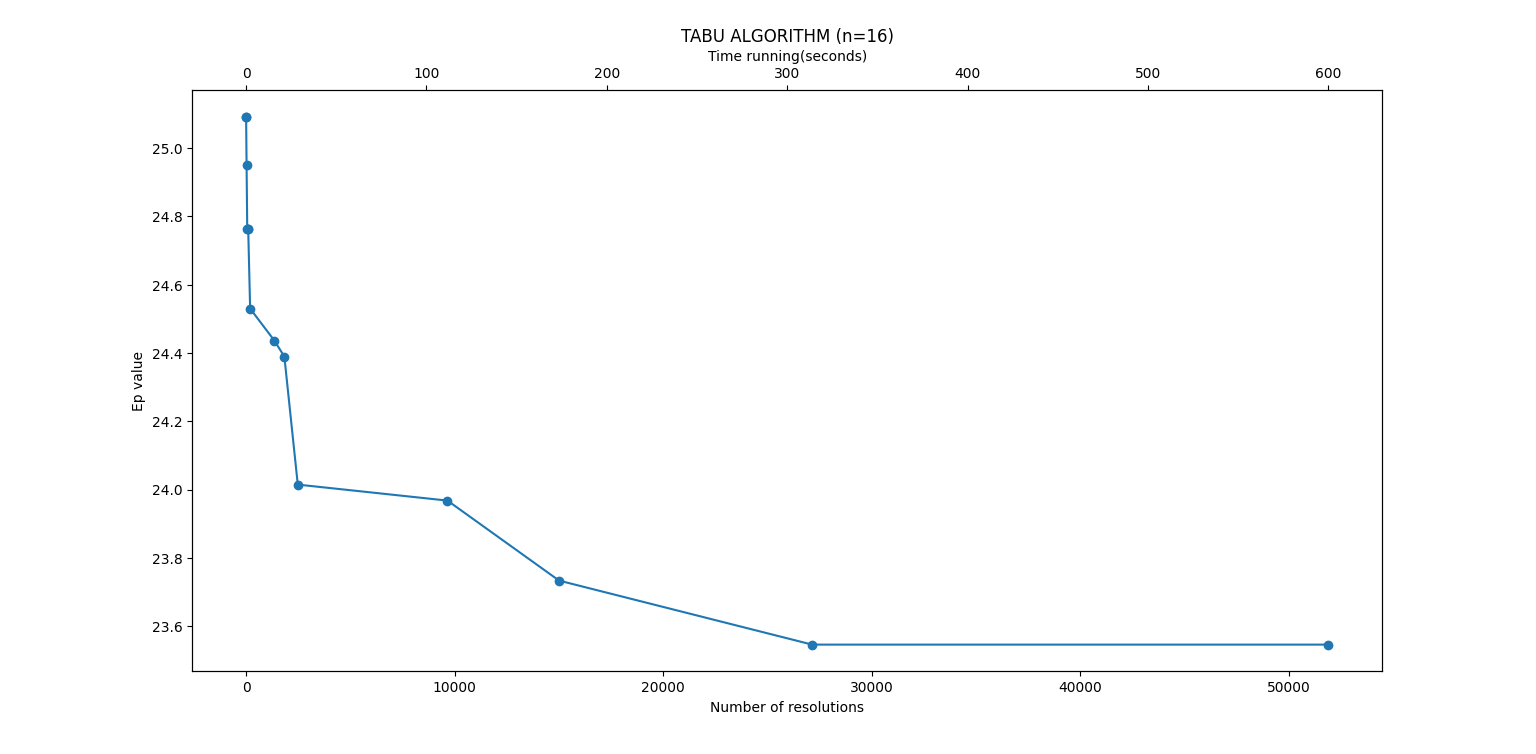 TABU ALGORITHM (n=16)
Time running(seconds)
0 100 200 300 400 500 600
25.0
24.8
24.6
24.4
24.2
24.0
23.8
23.6
Ep value
0 10000 20000 30000 40000 50000
Number of resolutions